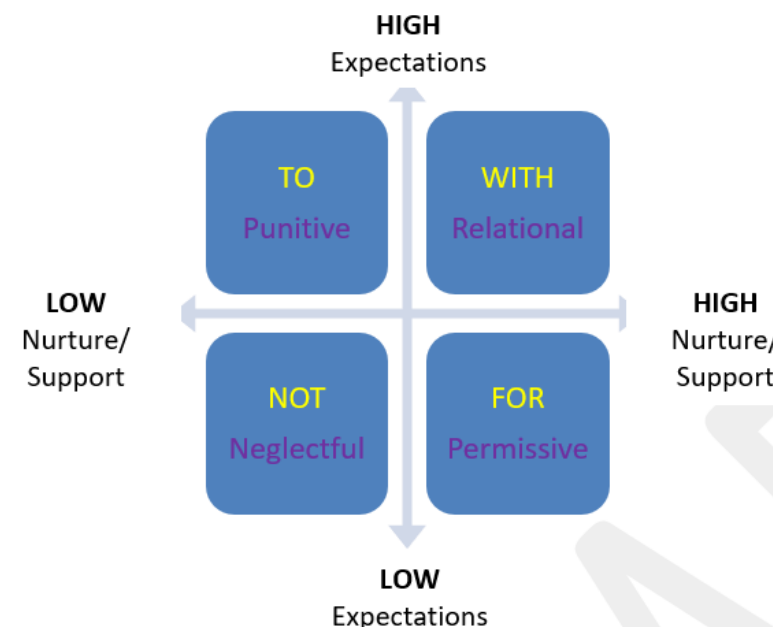 HIGH
Expectations
TO
Punitive
WITH
Relational
LOW
Nurture/
Support
HIGH
Nurture/
Support
NOT
Neglectful
FOR
Permissive
LOW
Expectations